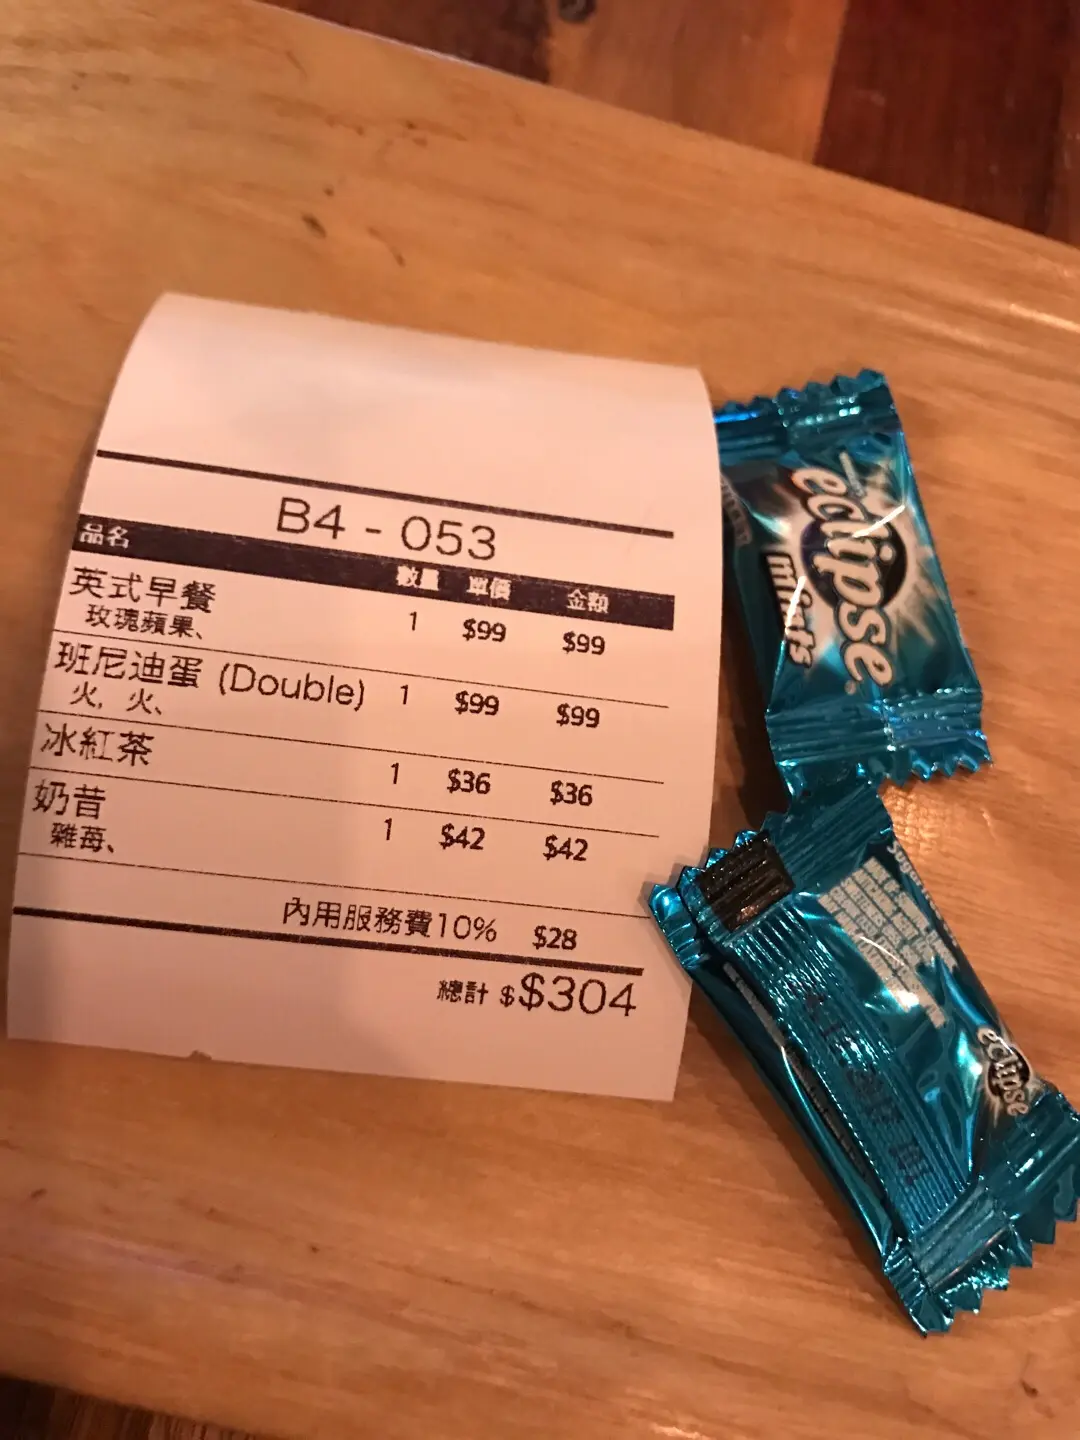 B4 - 053
品名 數量 單價 金額
英式早餐 1 $99 $99
玫瑰蘋果、
班尼迪蛋 (Double) 1 $99 $99
火, 火、
冰紅茶 1 $36 $36
奶昔 1 $42 $42
雜莓、
內用服務費10% $28
總計 $$304
eclipse
mints
eclipse